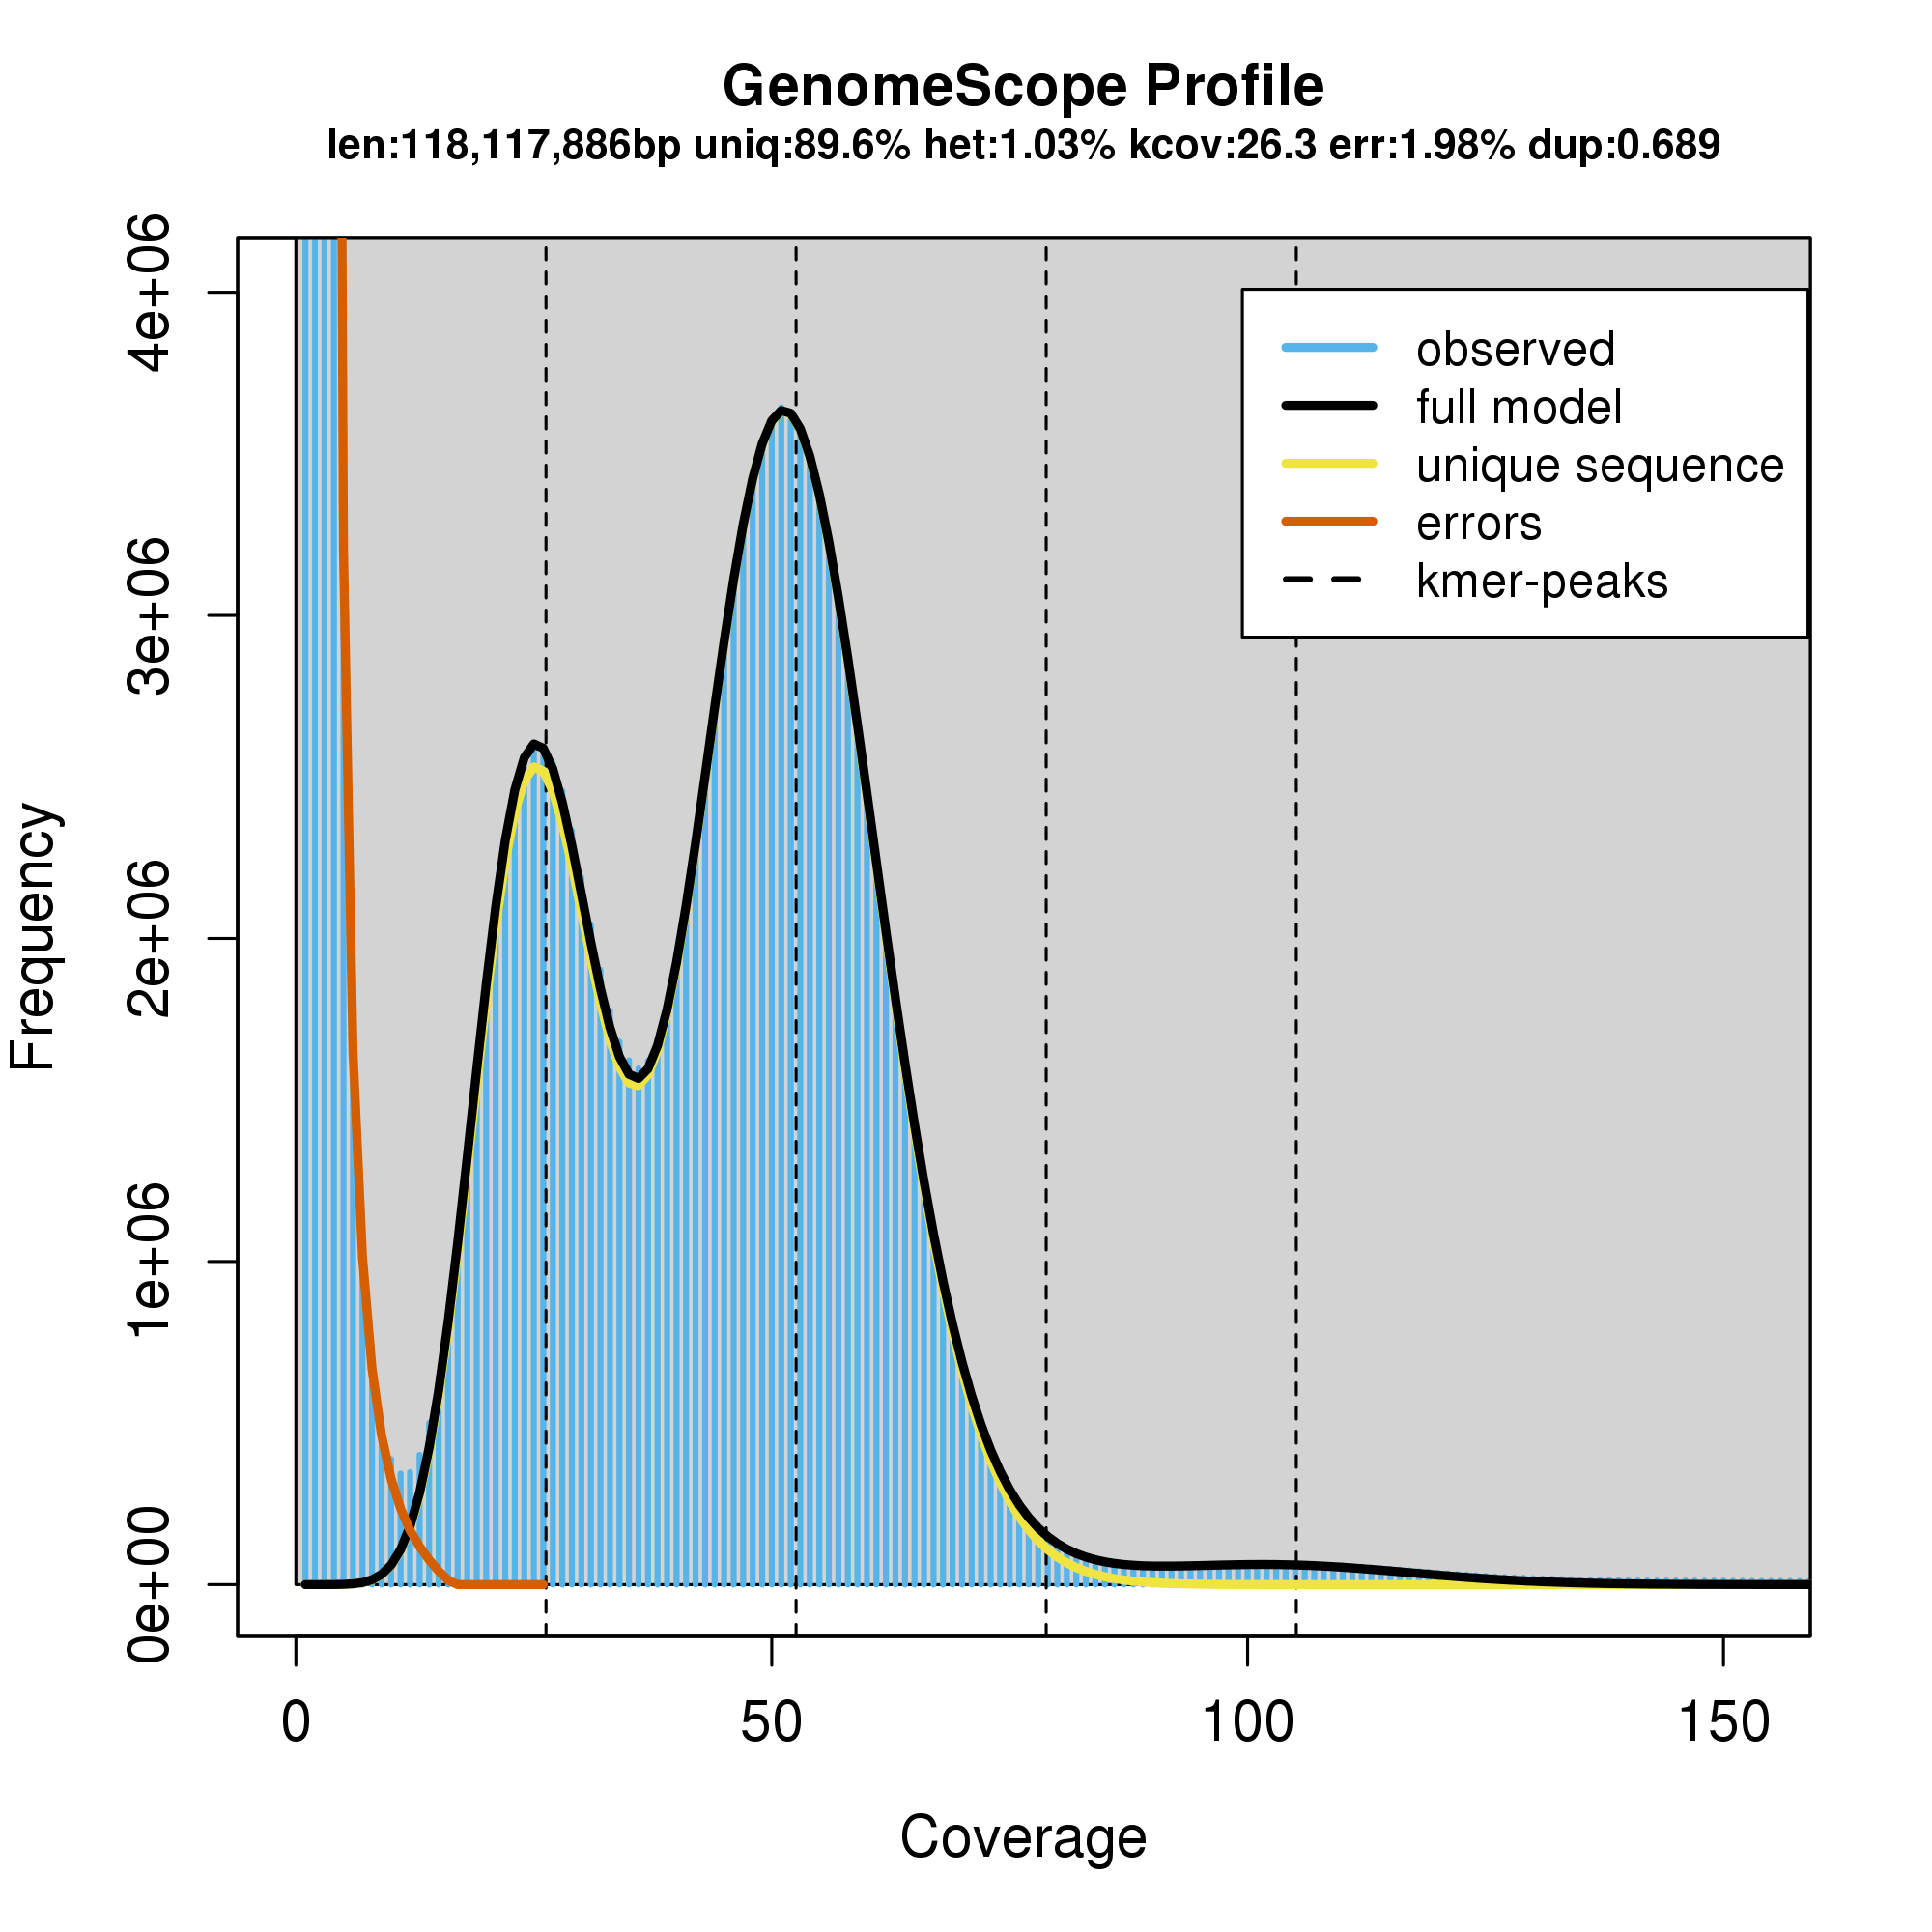 GenomeScope Profile
len:118,117,886bp uniq:89.6% het:1.03% kcov:26.3 err:1.98% dup:0.689
4e+06
3e+06
2e+06
1e+06
0e+00
Frequency
observed
full model
unique sequence
errors
kmer-peaks
0
50
100
150
Coverage